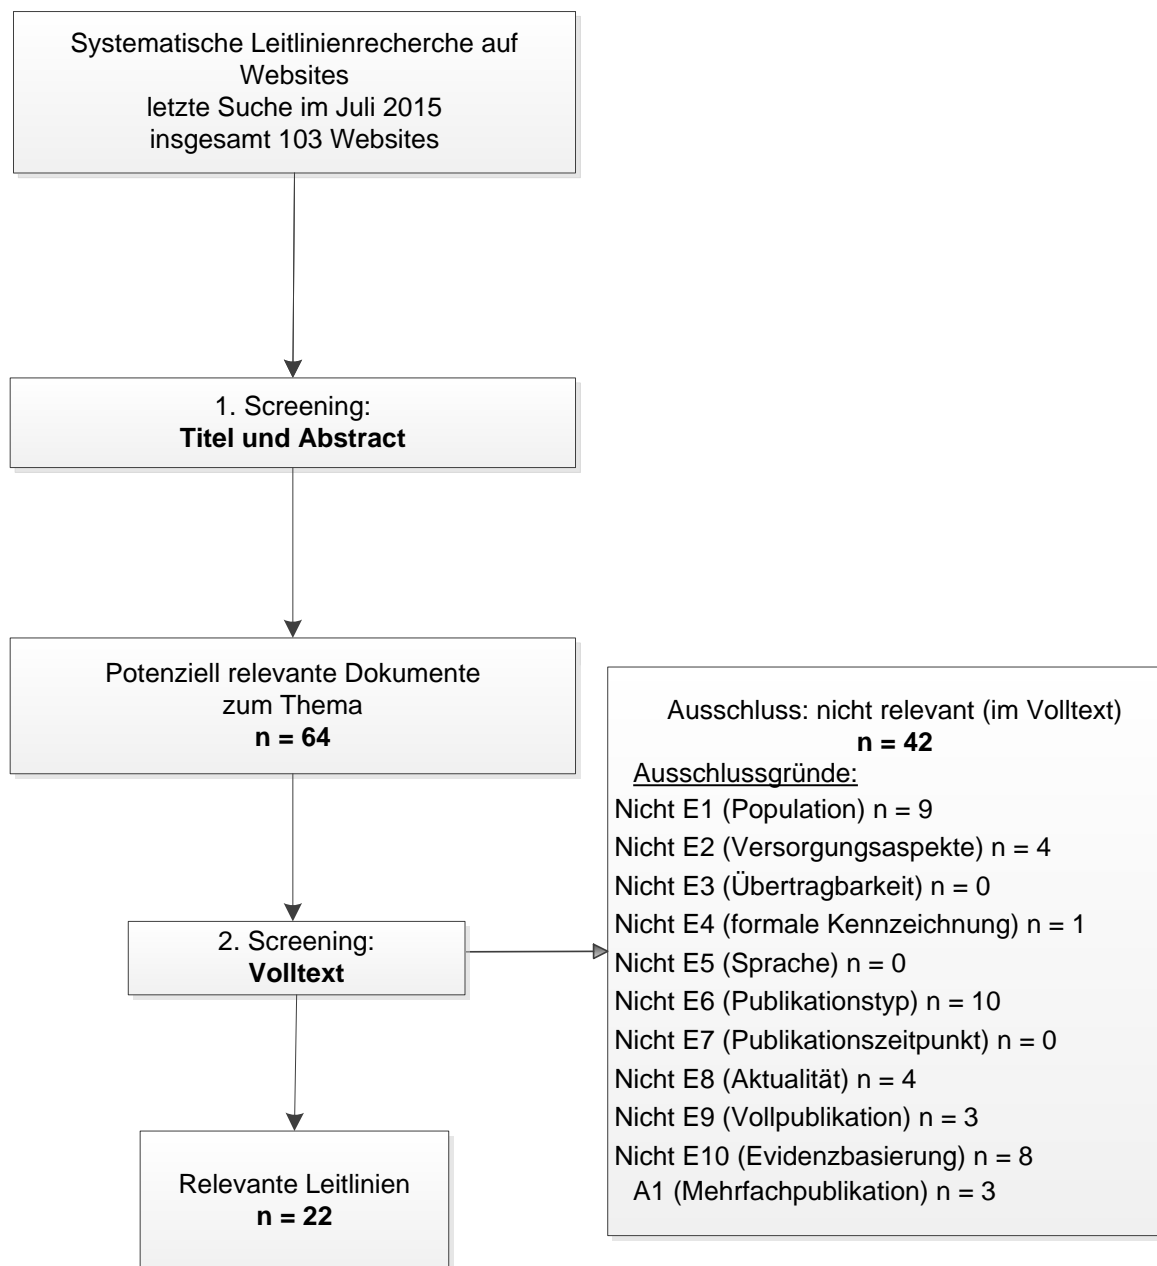 Systematische Leitlinienrecherche auf
Websites
letzte Suche im Juli 2015
insgesamt 103 Websites
1. Screening:
Titel und Abstract
Potenziell relevante Dokumente
zum Thema
n = 64
2. Screening:
Volltext
Ausschluss: nicht relevant (im Volltext)
n = 42
Ausschlussgründe:
Nicht E1 (Population) n = 9
Nicht E2 (Versorgungsaspekte) n = 4
Nicht E3 (Übertragbarkeit) n = 0
Nicht E4 (formale Kennzeichnung) n = 1
Nicht E5 (Sprache) n = 0
Nicht E6 (Publikationstyp) n = 10
Nicht E7 (Publikationszeitpunkt) n = 0
Nicht E8 (Aktualität) n = 4
Nicht E9 (Vollpublikation) n = 3
Nicht E10 (Evidenzbasierung) n = 8
A1 (Mehrfachpublikation) n = 3
Relevante Leitlinien
n = 22